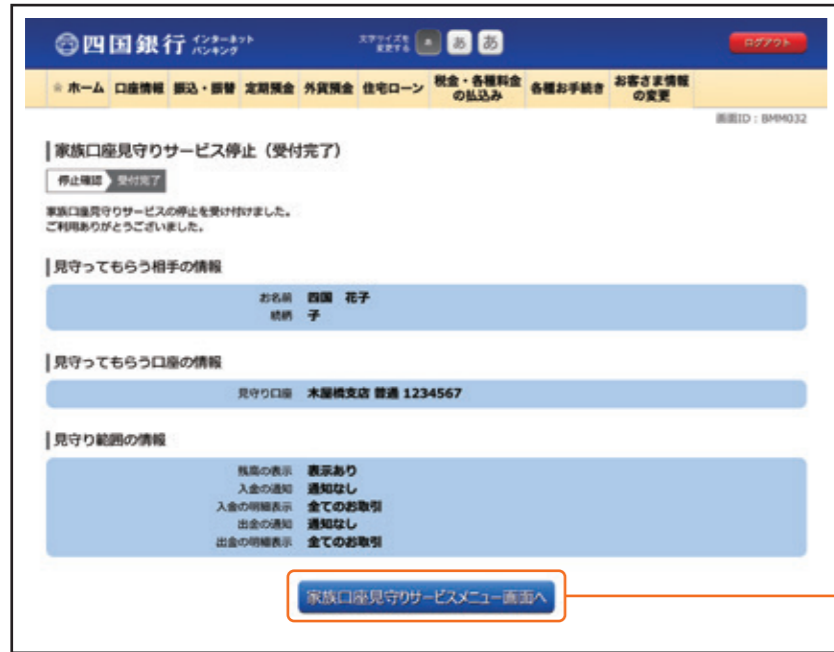 四国銀行 インターネットバンキング
文字サイズを変更する あ あ あ
ログアウト
ホーム 口座情報 振込・振替 定期預金 外貨預金 住宅ローン 税金・各種料金の払込み 各種お手続き お客さま情報の変更
画面ID：BMM032
家族口座見守りサービス停止（受付完了）
停止確認 受付完了
家族口座見守りサービスの停止を受け付けました。
ご利用ありがとうございました。
見守ってもらう相手の情報
お名前 四国 花子
続柄 子
見守ってもらう口座の情報
見守り口座 木屋橋支店 普通 1234567
見守り範囲の情報
残高の表示 表示あり
入金の通知 通知なし
入金の明細表示 全てのお取引
出金の通知 通知なし
出金の明細表示 全てのお取引
家族口座見守りサービスメニュー画面へ